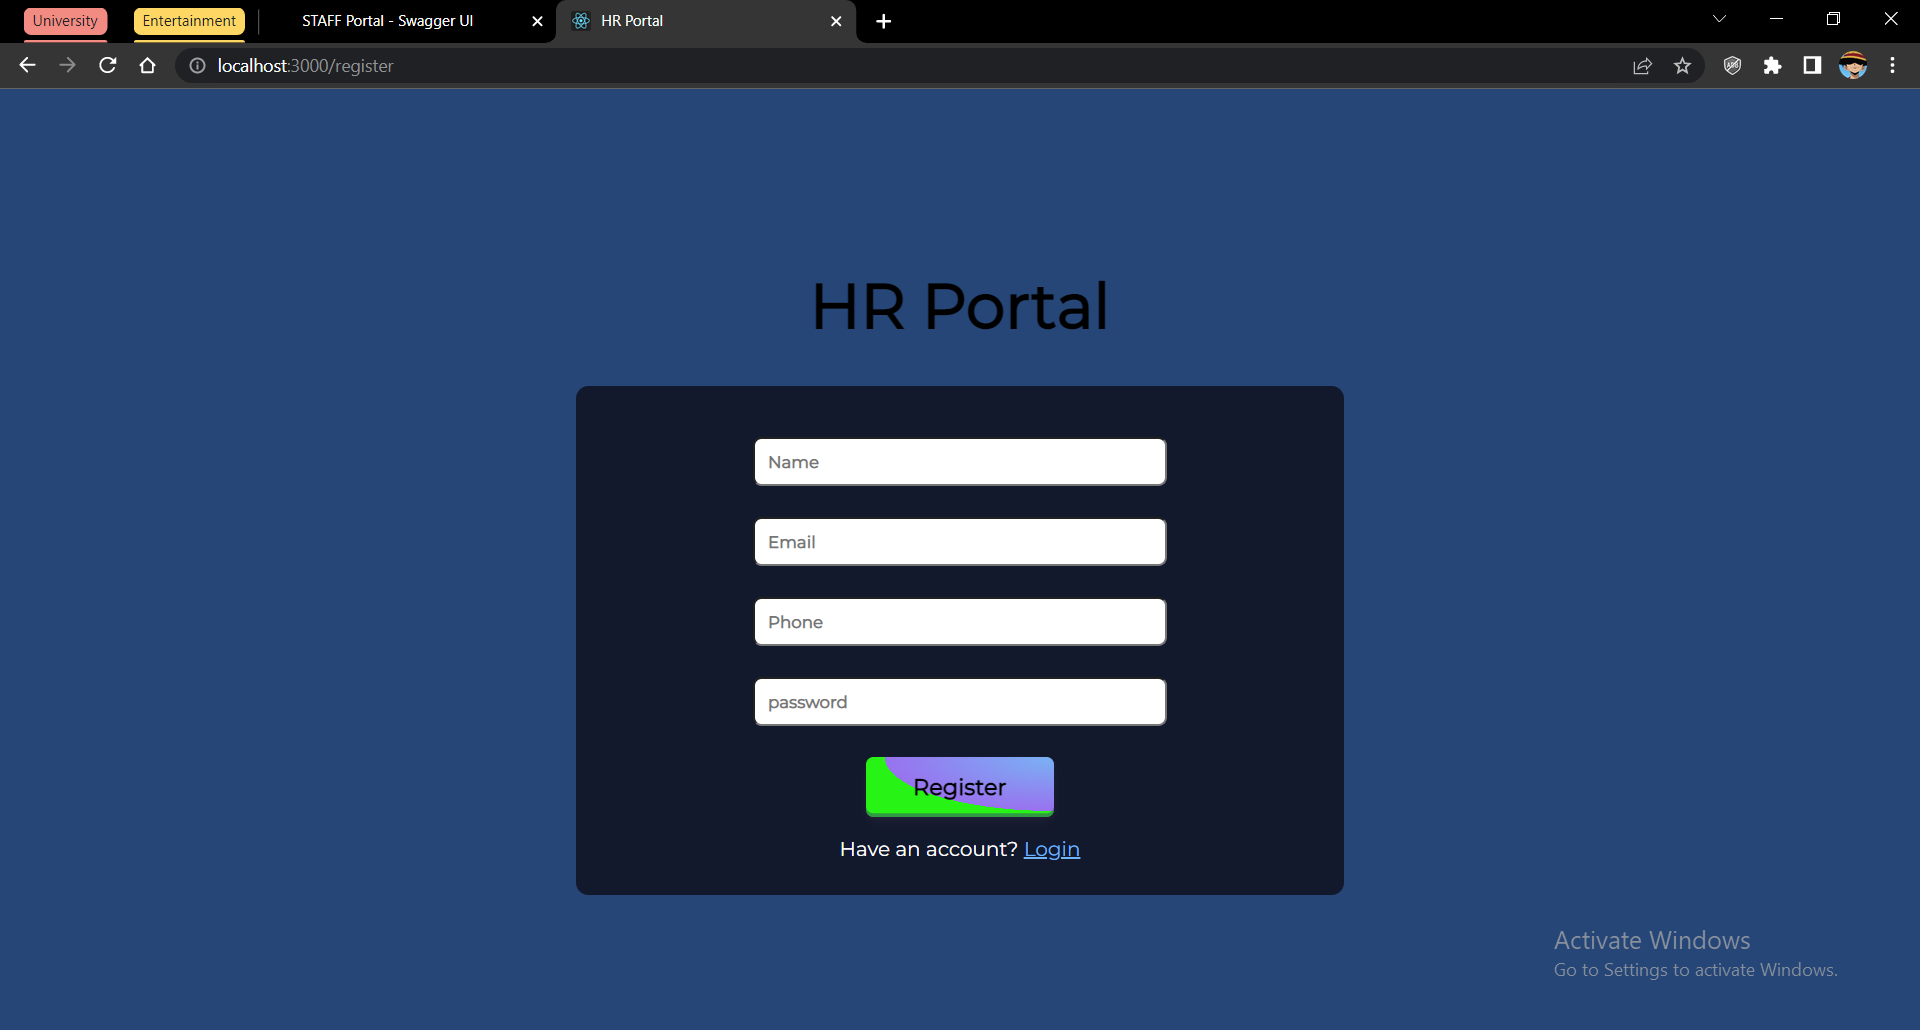 University
Entertainment
STAFF Portal - Swagger UI
HR Portal
localhost:3000/register
HR Portal
Name
Email
Phone
password
Register
Have an account? Login
Activate Windows
Go to Settings to activate Windows.